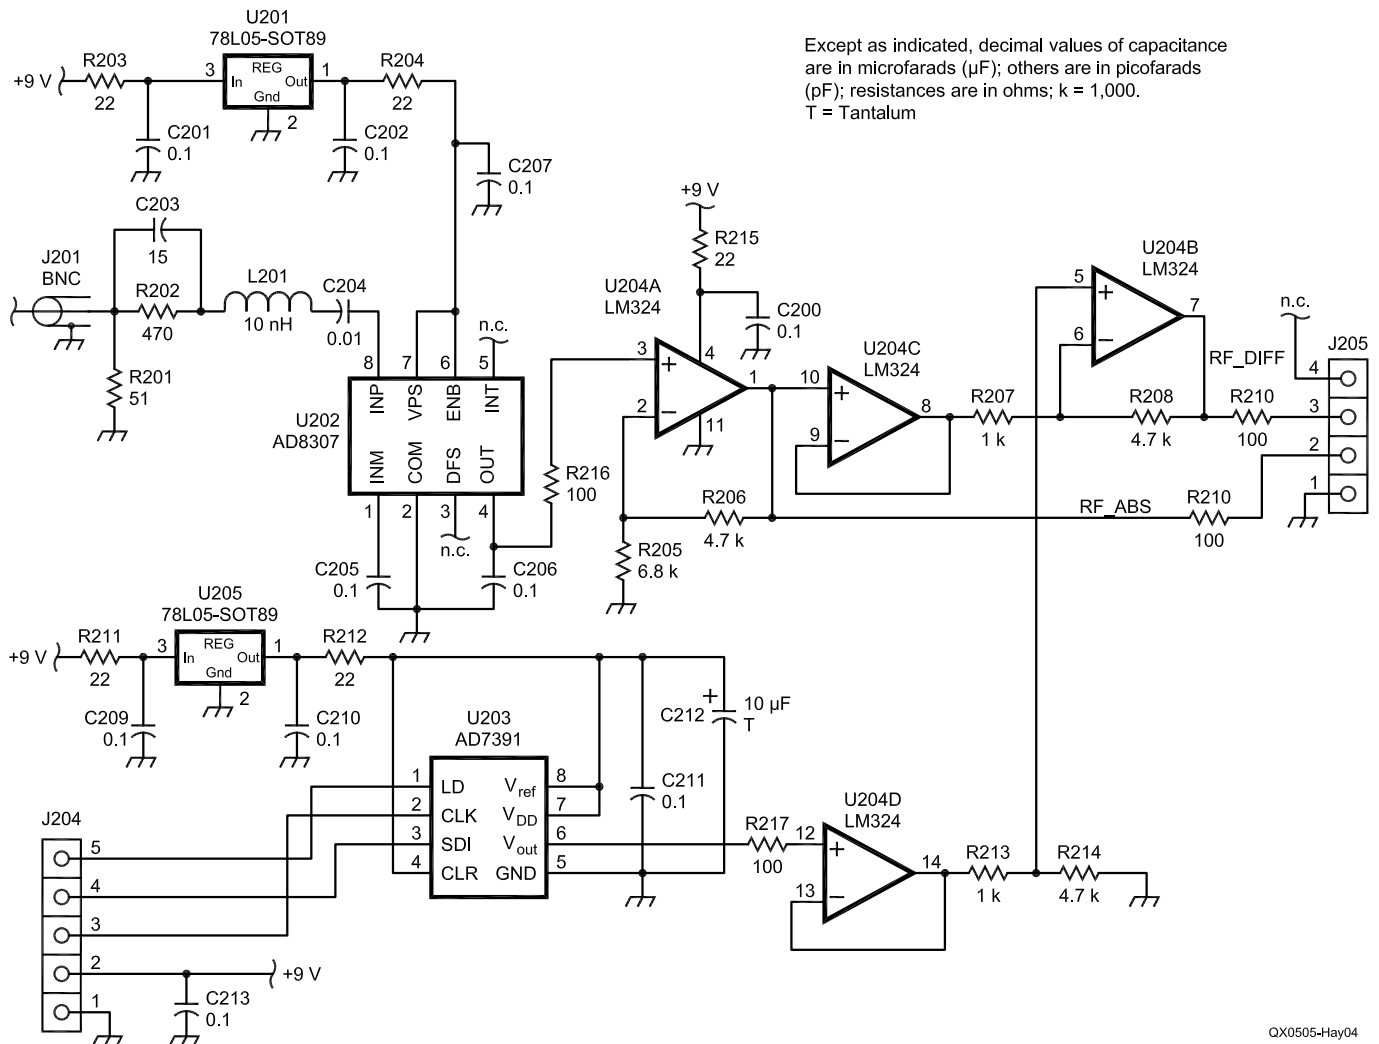 U201
78L05-SOT89
R203
+9 V
22
3
In
REG
Out
Gnd
1
2
R204
22
C201
0.1
C202
0.1
C207
0.1
Except as indicated, decimal values of capacitance
are in microfarads (µF); others are in picofarads
(pF); resistances are in ohms; k = 1,000.
T = Tantalum
J201
BNC
C203
15
R202
470
L201
10 nH
C204
0.01
R201
51
n.c.
8
7
6
5
INP
VPS
ENB
INT
U202
AD8307
INM
COM
DFS
OUT
1
2
3
4
n.c.
C205
0.1
C206
0.1
R216
100
+9 V
R215
22
C200
0.1
U204A
LM324
3
+
2
−
4
11
1
R206
4.7 k
R205
6.8 k
U204C
LM324
10
+
9
−
8
R207
1 k
U204B
LM324
5
+
6
−
7
R208
4.7 k
RF_DIFF
R210
100
RF_ABS
R210
100
n.c.
J205
4
3
2
1
U205
78L05-SOT89
R211
+9 V
22
3
In
REG
Out
Gnd
1
2
R212
22
C209
0.1
C210
0.1
U203
AD7391
1
LD
2
CLK
3
SDI
4
CLR
Vref
8
VDD
7
Vout
6
GND
5
C211
0.1
+
C212
10 µF
T
R217
100
U204D
LM324
12
+
13
−
14
R213
1 k
R214
4.7 k
J204
5
4
3
2
1
+9 V
C213
0.1
QX0505-Hay04